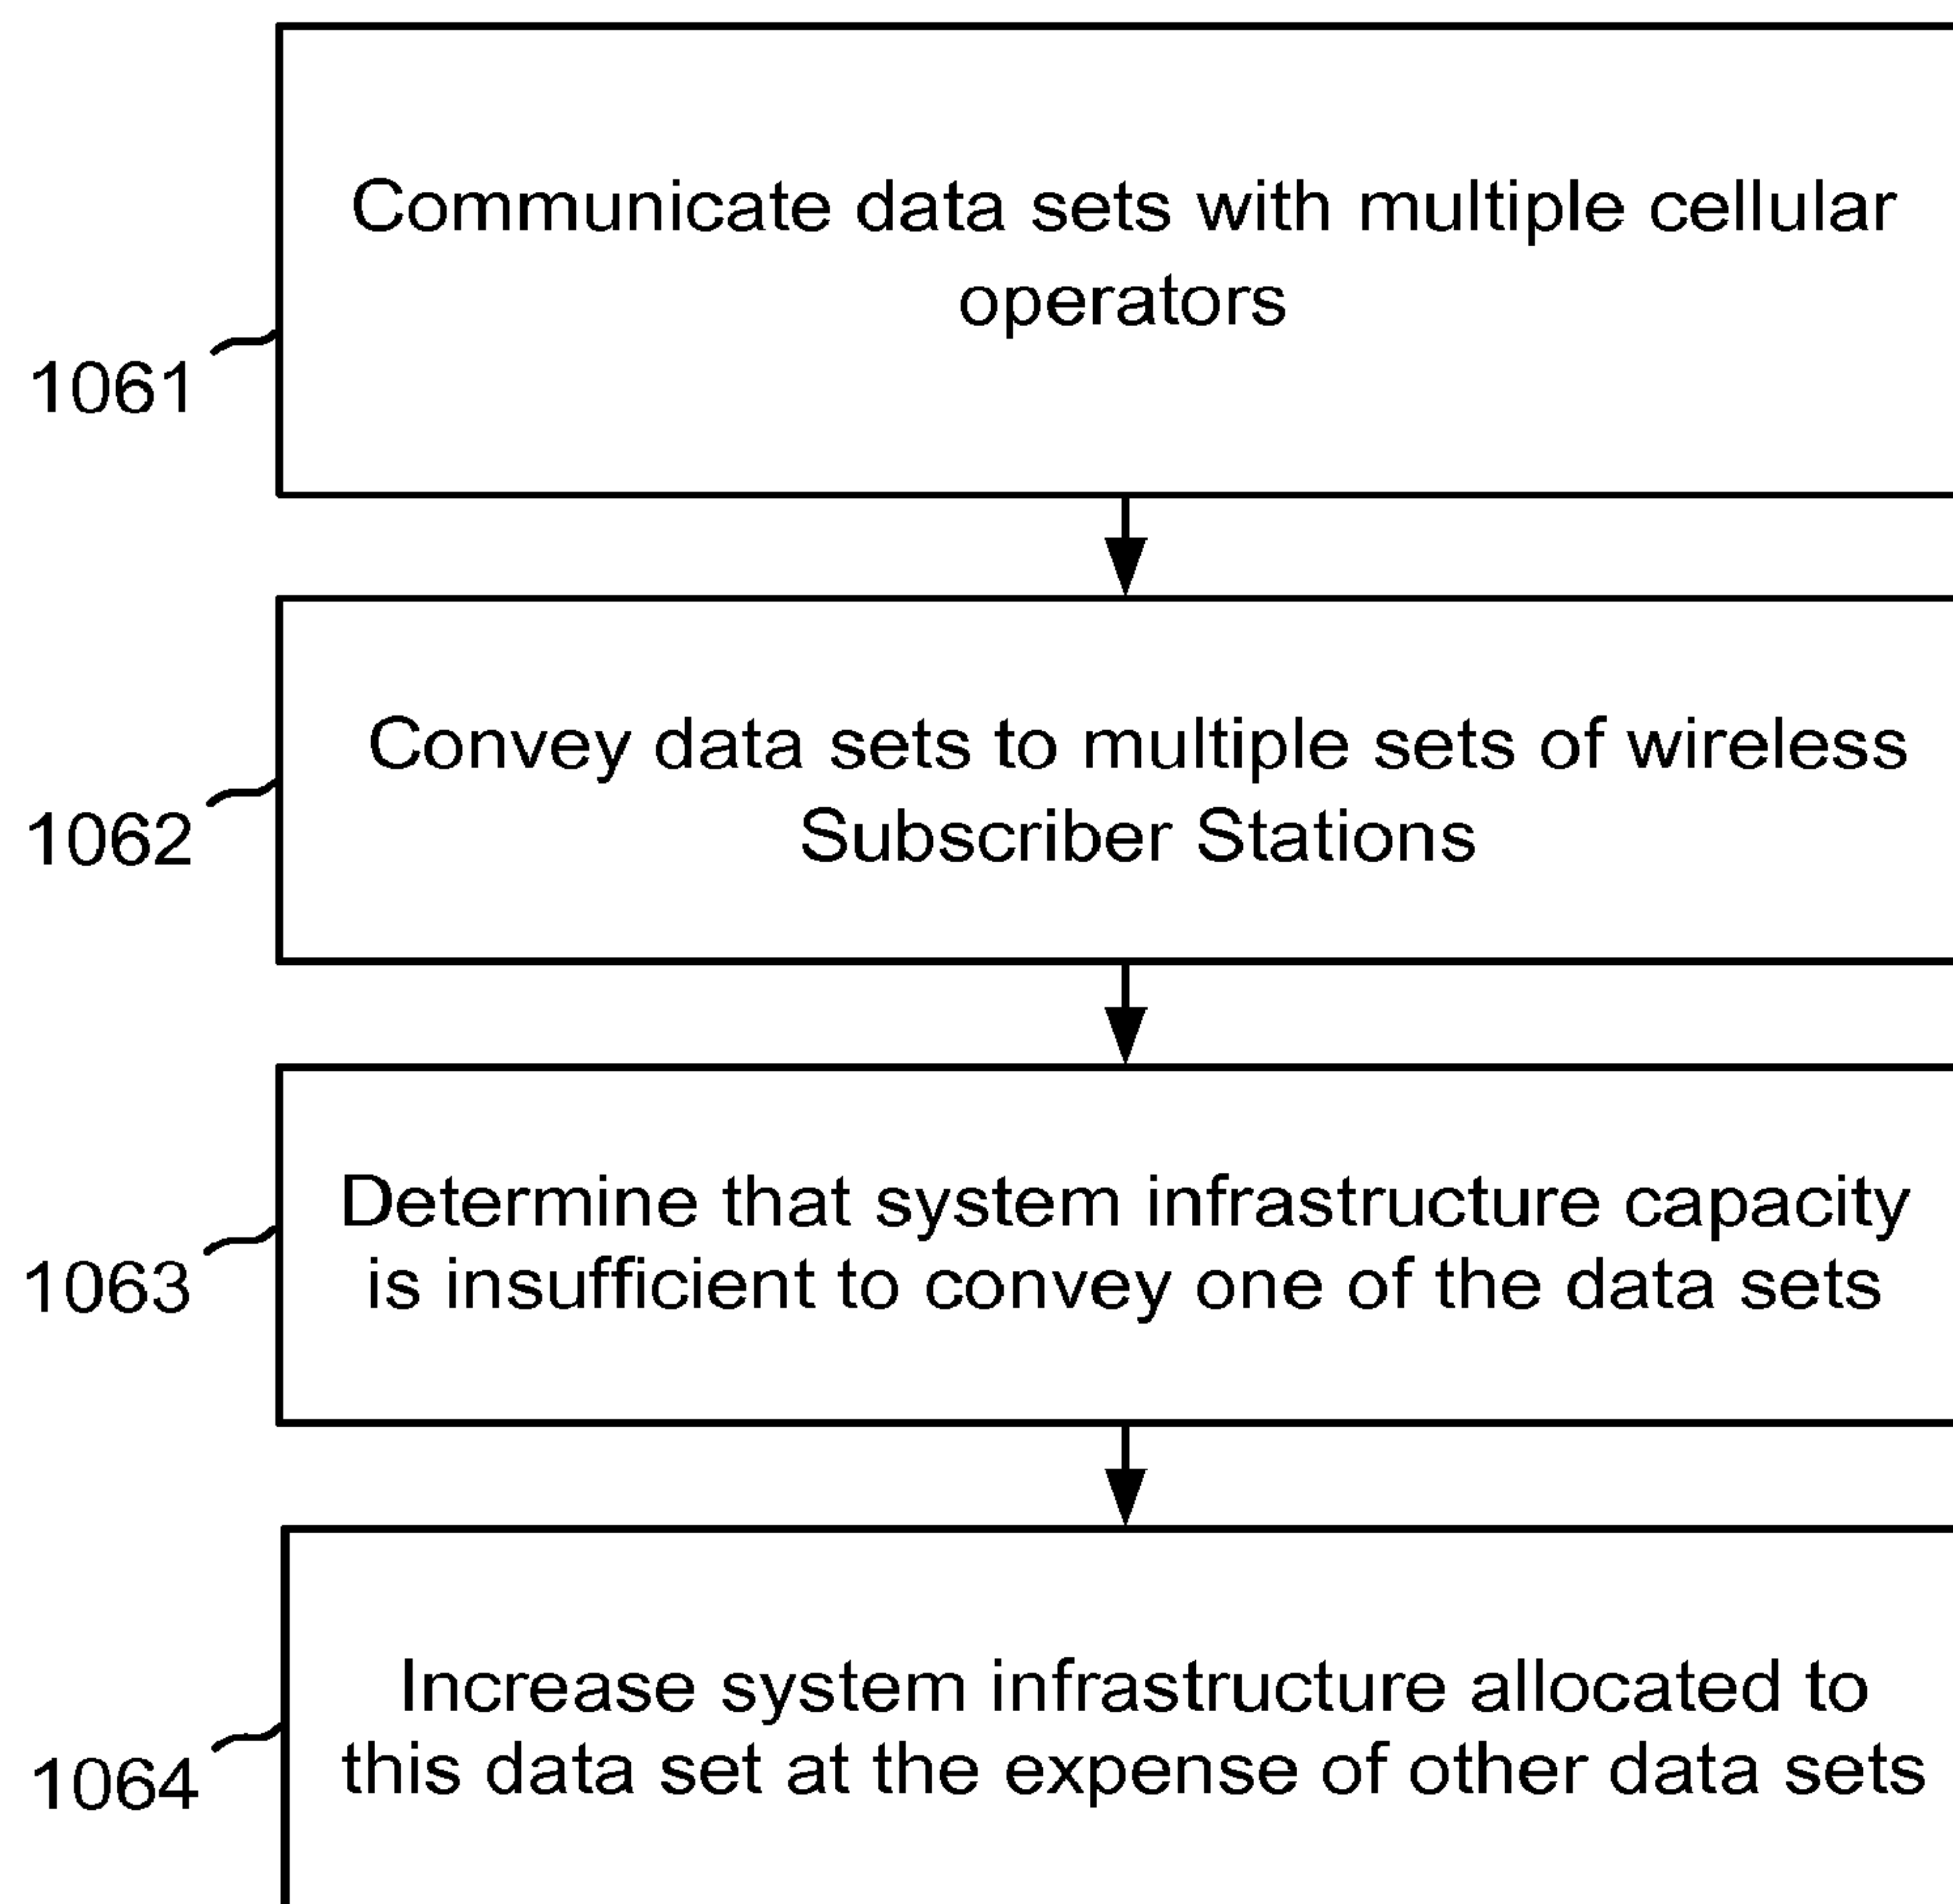 Communicate data sets with multiple cellular
operators
1061
Convey data sets to multiple sets of wireless
Subscriber Stations
1062
Determine that system infrastructure capacity
is insufficient to convey one of the data sets
1063
Increase system infrastructure allocated to
this data set at the expense of other data sets
1064